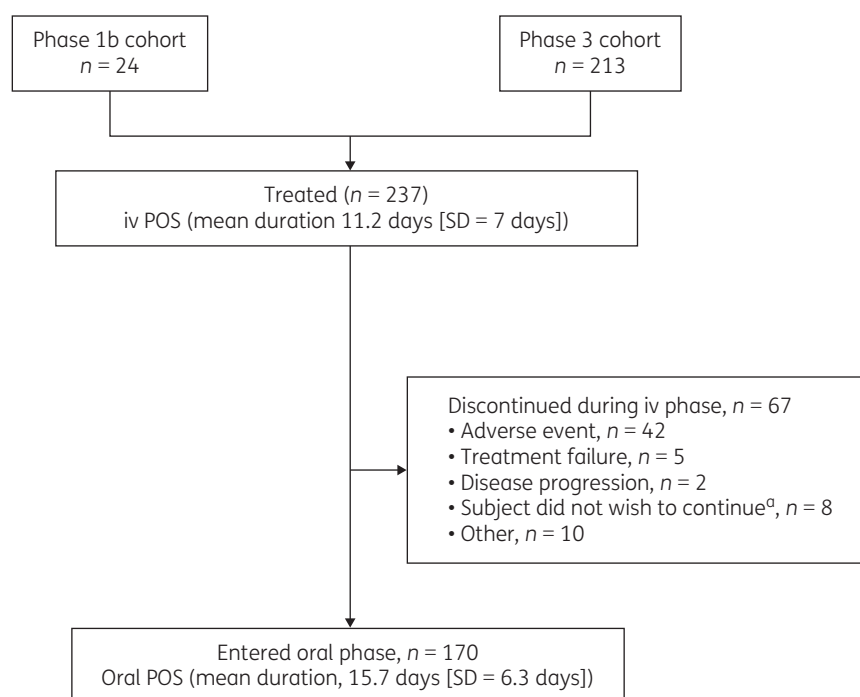 Phase 1b cohort
n = 24
Phase 3 cohort
n = 213
Treated (n = 237)
iv POS (mean duration 11.2 days [SD = 7 days])
Discontinued during iv phase, n = 67
• Adverse event, n = 42
• Treatment failure, n = 5
• Disease progression, n = 2
• Subject did not wish to continueᵃ, n = 8
• Other, n = 10
Entered oral phase, n = 170
Oral POS (mean duration, 15.7 days [SD = 6.3 days])